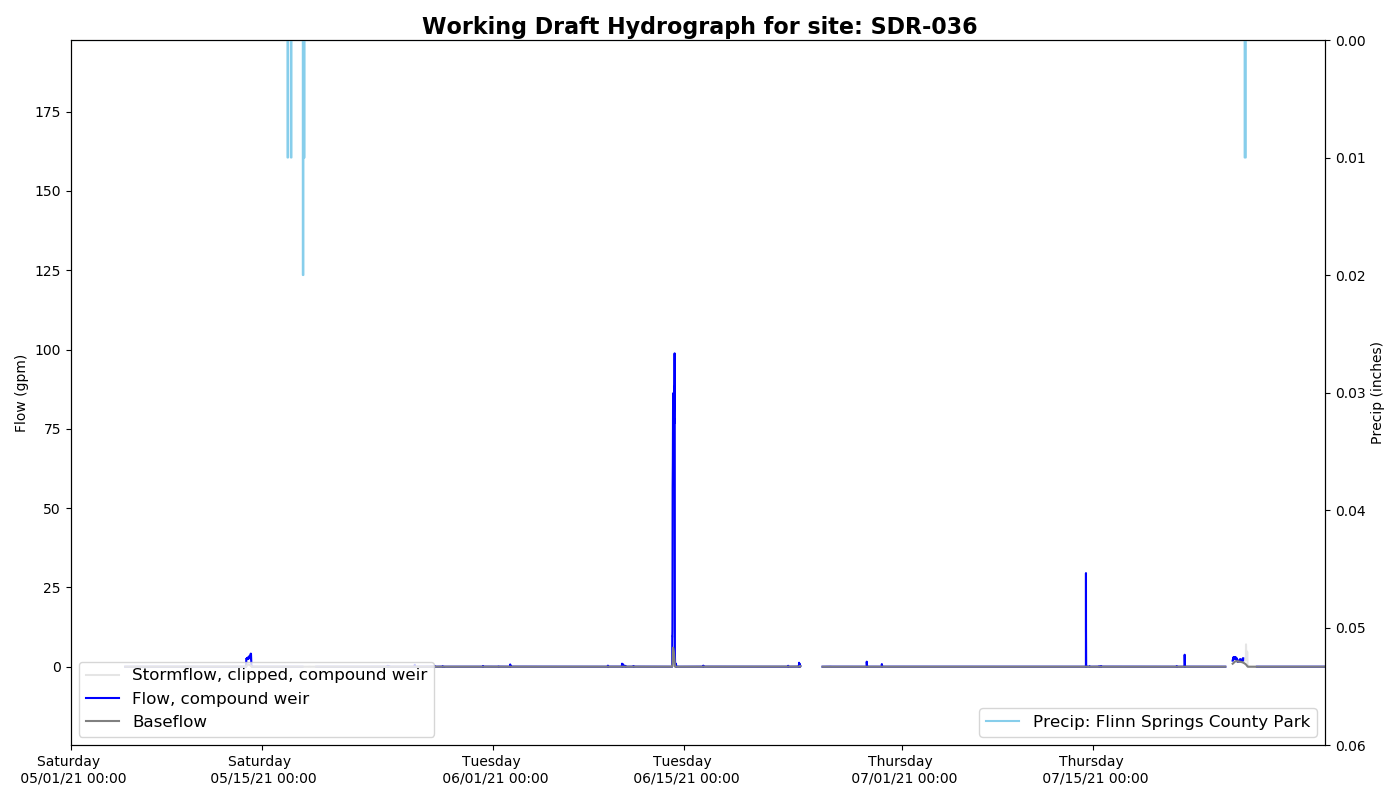 Working Draft Hydrograph for site: SDR-036
175
150
125
100
75
50
25
0
Flow (gpm)
0.00
0.01
0.02
0.03
0.04
0.05
0.06
Precip (inches)
Stormflow, clipped, compound weir
Flow, compound weir
Baseflow
Precip: Flinn Springs County Park
Saturday
05/01/21 00:00
Saturday
05/15/21 00:00
Tuesday
06/01/21 00:00
Tuesday
06/15/21 00:00
Thursday
07/01/21 00:00
Thursday
07/15/21 00:00